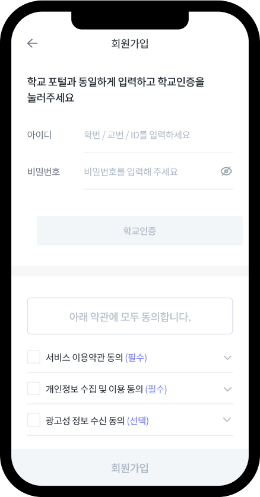 회원가입
학교 포털과 동일하게 입력하고 학교인증을
눌러주세요
아이디 학번 / 교번 / ID를 입력하세요
비밀번호 비밀번호를 입력해 주세요
학교인증
아래 약관에 모두 동의합니다.
서비스 이용약관 동의 (필수)
개인정보 수집 및 이용 동의 (필수)
광고성 정보 수신 동의 (선택)
회원가입